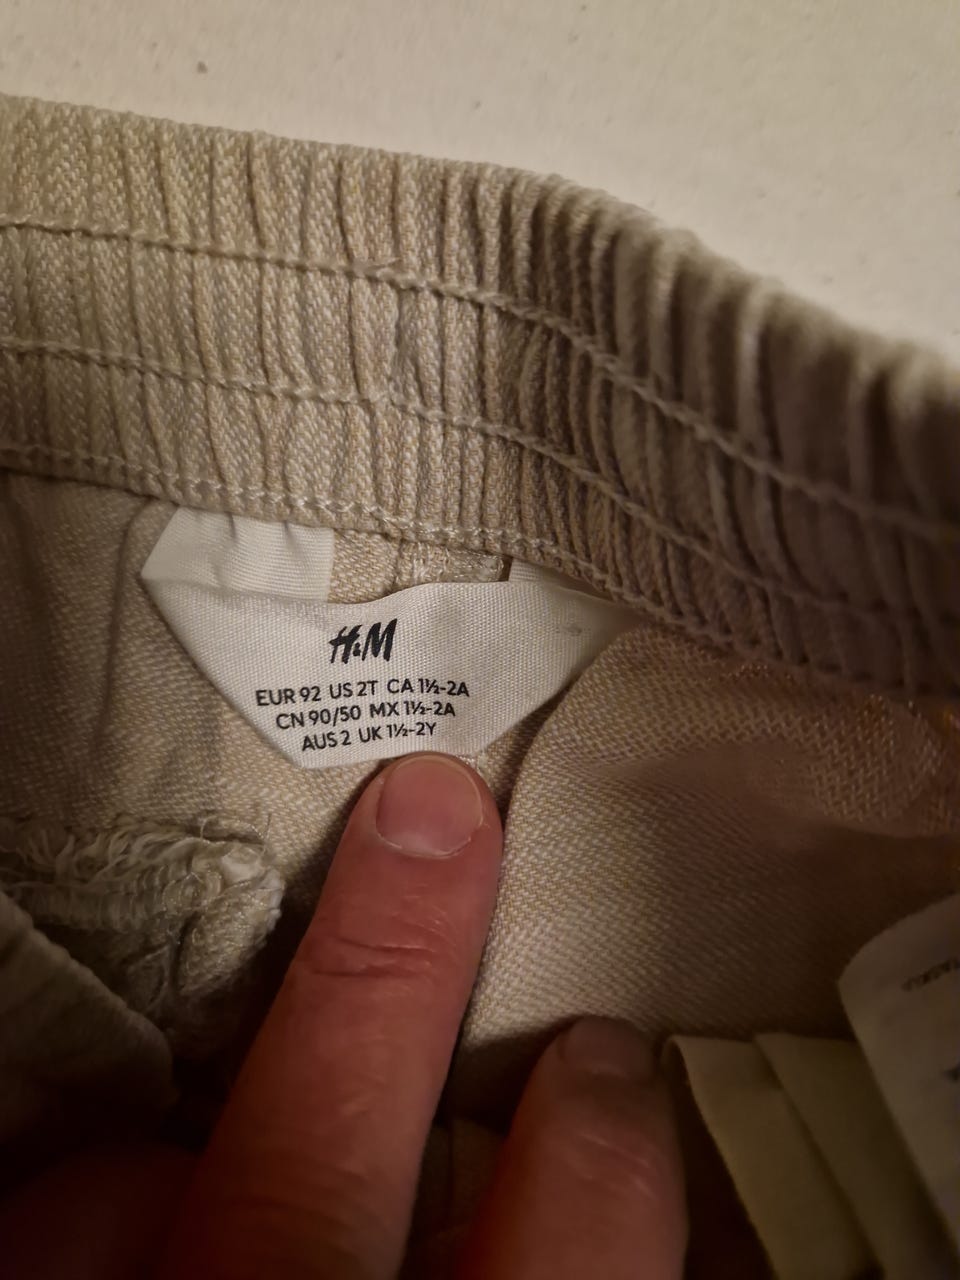 H&M
EUR 92 US 2T CA 1½-2A
CN 90/50 MX 1½-2A
AUS 2 UK 1½-2Y